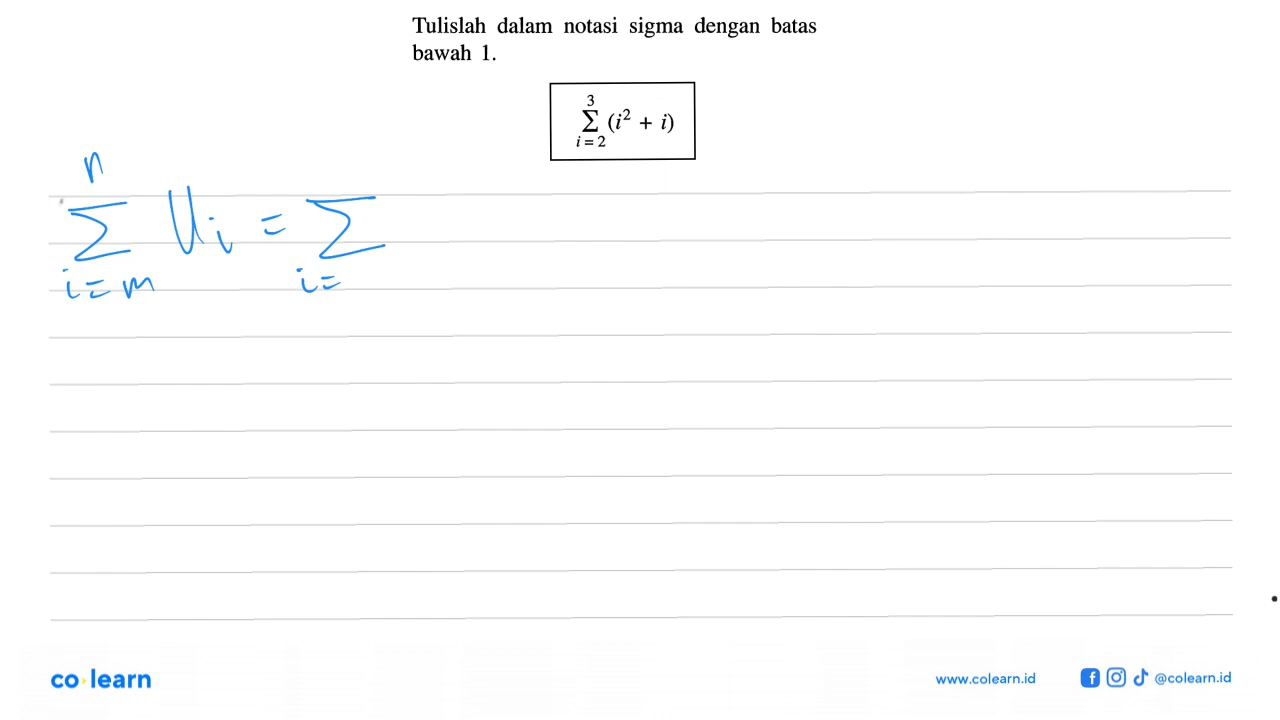 Tulislah dalam notasi sigma dengan batas
bawah 1.
3
Σ (i² + i)
i = 2
n
Σ Ui = Σ
i = m i =
co learn
www.colearn.id @colearn.id